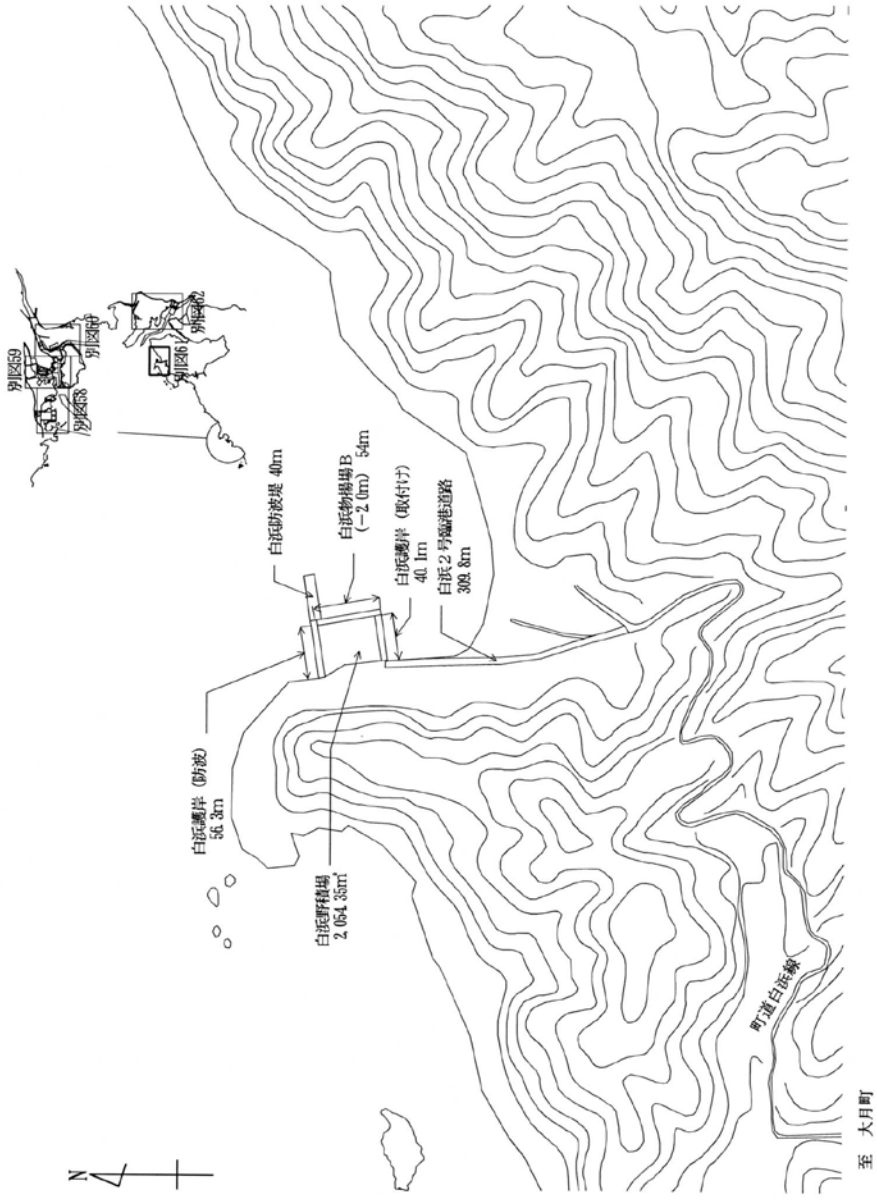 N
別図59
別図58
別図60
別図61
別図62
白浜防波堤 40m
白浜物揚場B
(-2.0m) 54m
白浜護岸(取付け)
40.1m
白浜2号臨港道路
309.8m
白浜護岸(防波)
56.3m
白浜野積場
2,054.35㎡
町道白浜線
至 大月町